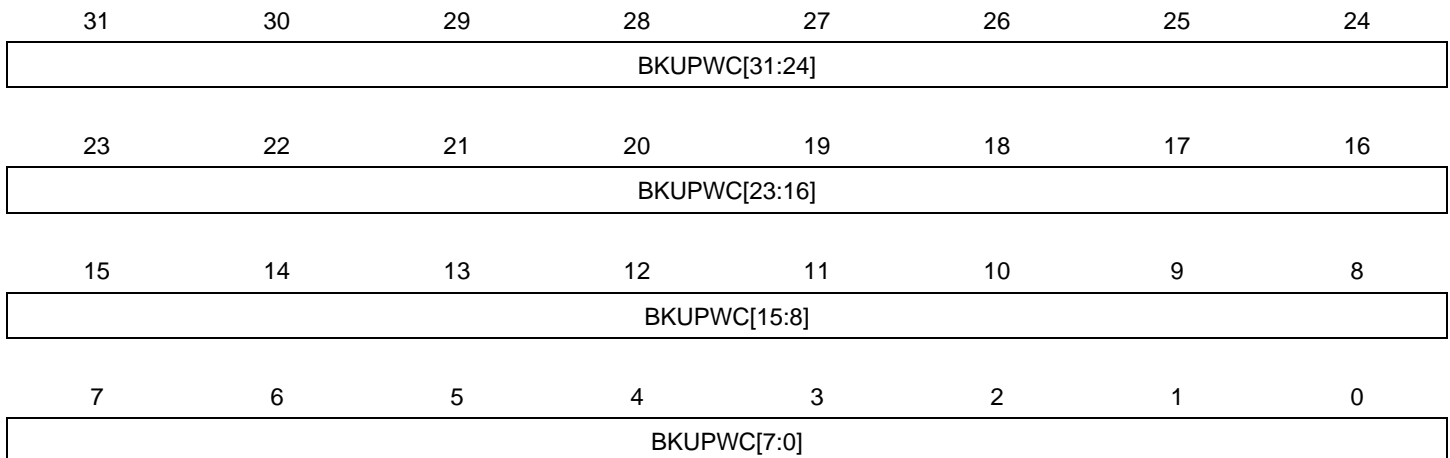 31 30 29 28 27 26 25 24
BKUPWC[31:24]
23 22 21 20 19 18 17 16
BKUPWC[23:16]
15 14 13 12 11 10 9 8
BKUPWC[15:8]
7 6 5 4 3 2 1 0
BKUPWC[7:0]